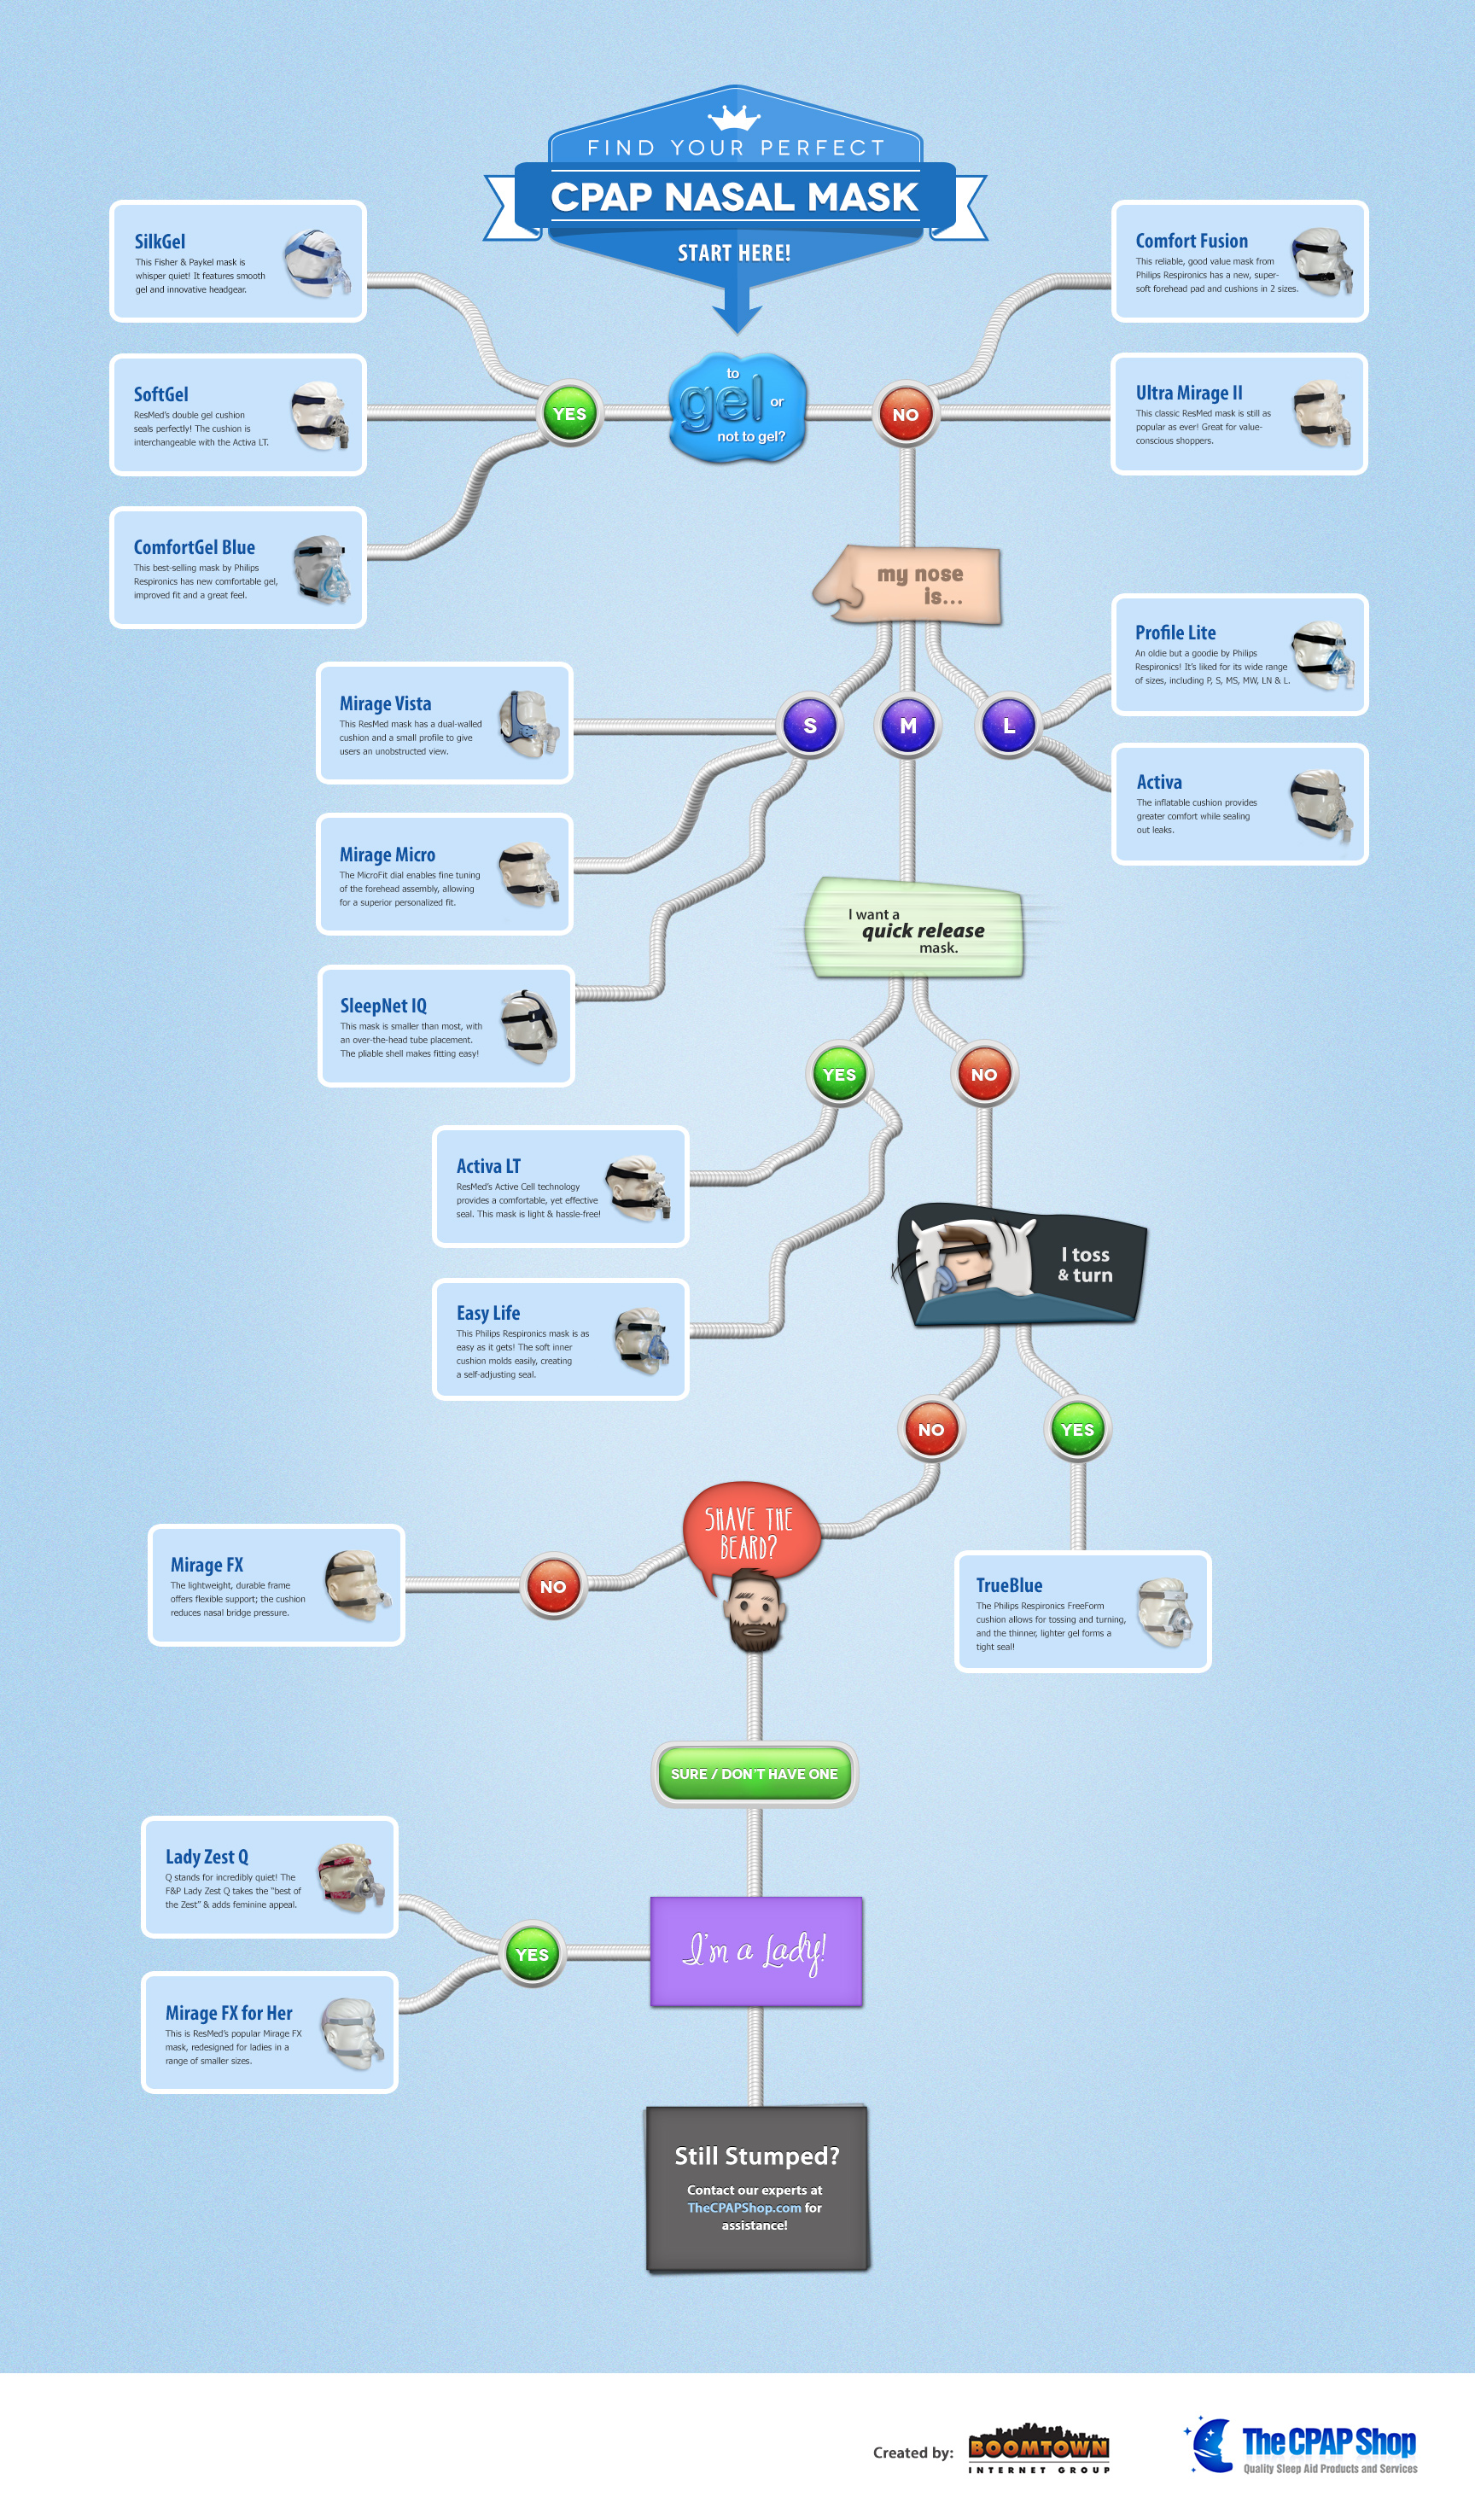 FIND YOUR PERFECT
CPAP NASAL MASK
START HERE!
SilkGel
This Fisher & Paykel mask is
whisper quiet! It features smooth
gel and innovative headgear.
Comfort Fusion
This reliable, good value mask from
Philips Respironics has a new, super-
soft forehead pad and cushions in 2 sizes.
SoftGel
ResMed's double gel cushion
seals perfectly! The cushion is
interchangeable with the Activa LT.
YES
to
gel or
not to gel?
NO
Ultra Mirage II
This classic ResMed mask is still as
popular as ever! Great for value-
conscious shoppers.
ComfortGel Blue
This best-selling mask by Philips
Respironics has new comfortable gel,
improved fit and a great feel.
my nose
is...
Profile Lite
An oldie but a goodie by Philips
Respironics! It's liked for its wide range
of sizes, including P, S, MS, MW, LN & L.
Mirage Vista
This ResMed mask has a dual-walled
cushion and a small profile to give
users an unobstructed view.
S
M
L
Activa
The inflatable cushion provides
greater comfort while sealing
out leaks.
Mirage Micro
The MicroFit dial enables fine tuning
of the forehead assembly, allowing
for a superior personalized fit.
I want a
quick release
mask.
SleepNet IQ
This mask is smaller than most, with
an over-the-head tube placement.
The pliable shell makes fitting easy!
YES
NO
Activa LT
ResMed's Active Cell technology
provides a comfortable, yet effective
seal. This mask is light & hassle-free!
I toss
& turn
Easy Life
This Philips Respironics mask is as
easy as it gets! The soft inner
cushion molds easily, creating
a self-adjusting seal.
NO
YES
SHAVE THE
BEARD?
Mirage FX
The lightweight, durable frame
offers flexible support; the cushion
reduces nasal bridge pressure.
NO
TrueBlue
The Philips Respironics FreeForm
cushion allows for tossing and turning,
and the thinner, lighter gel forms a
tight seal!
SURE / DON'T HAVE ONE
Lady Zest Q
Q stands for incredibly quiet! The
F&P Lady Zest Q takes the "best of
the Zest" & adds feminine appeal.
YES
I'm a Lady!
Mirage FX for Her
This is ResMed's popular Mirage FX
mask, redesigned for ladies in a
range of smaller sizes.
Still Stumped?
Contact our experts at
TheCPAPShop.com for
assistance!
Created by:
BOOMTOWN
INTERNET GROUP
The CPAP Shop
Quality Sleep Aid Products and Services